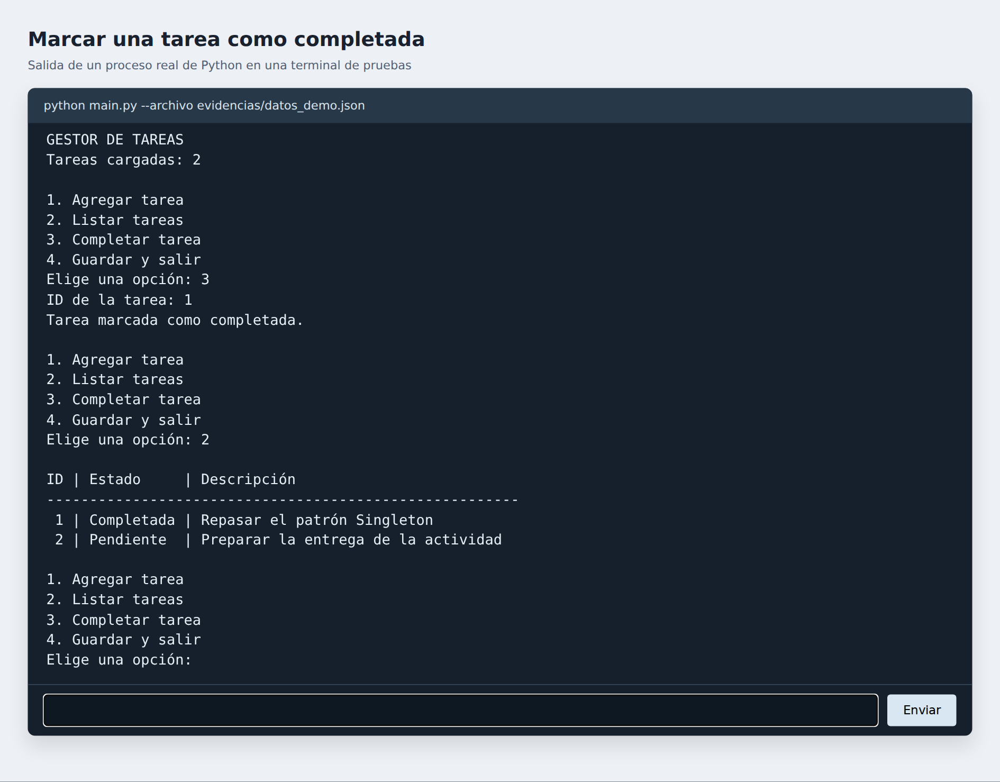 Marcar una tarea como completada
Salida de un proceso real de Python en una terminal de pruebas
python main.py --archivo evidencias/datos_demo.json
GESTOR DE TAREAS
Tareas cargadas: 2
1. Agregar tarea
2. Listar tareas
3. Completar tarea
4. Guardar y salir
Elige una opción: 3
ID de la tarea: 1
Tarea marcada como completada.
1. Agregar tarea
2. Listar tareas
3. Completar tarea
4. Guardar y salir
Elige una opción: 2
ID | Estado     | Descripción
-------------------------------------------------------
 1 | Completada | Repasar el patrón Singleton
 2 | Pendiente  | Preparar la entrega de la actividad
1. Agregar tarea
2. Listar tareas
3. Completar tarea
4. Guardar y salir
Elige una opción:
Enviar